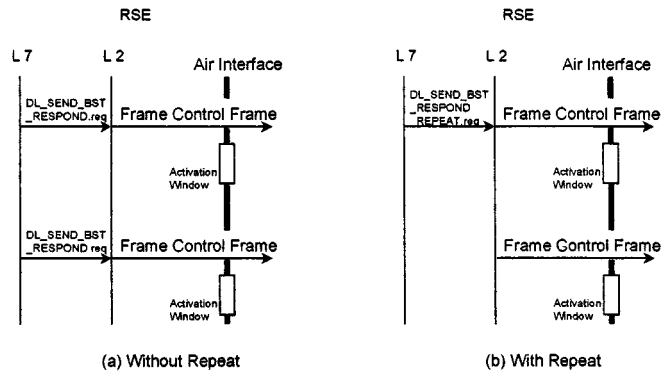 RSE
L 7
L 2
Air Interface
DL_SEND_BST
_RESPOND.req
Frame Control Frame
Activation
Window
DL_SEND_BST
_RESPOND.req
Frame Control Frame
Activation
Window
(a) Without Repeat
RSE
L 7
L 2
Air Interface
DL_SEND_BST
_RESPOND
_REPEAT.req
Frame Control Frame
Activation
Window
Frame Control Frame
Activation
Window
(b) With Repeat